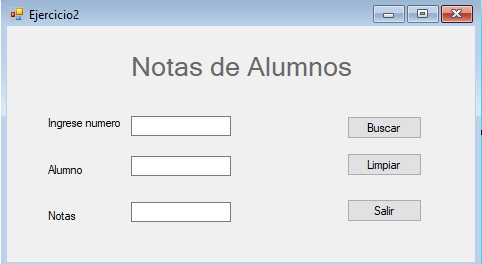 Ejercicio2
Notas de Alumnos
Ingrese numero
Buscar
Alumno
Limpiar
Notas
Salir